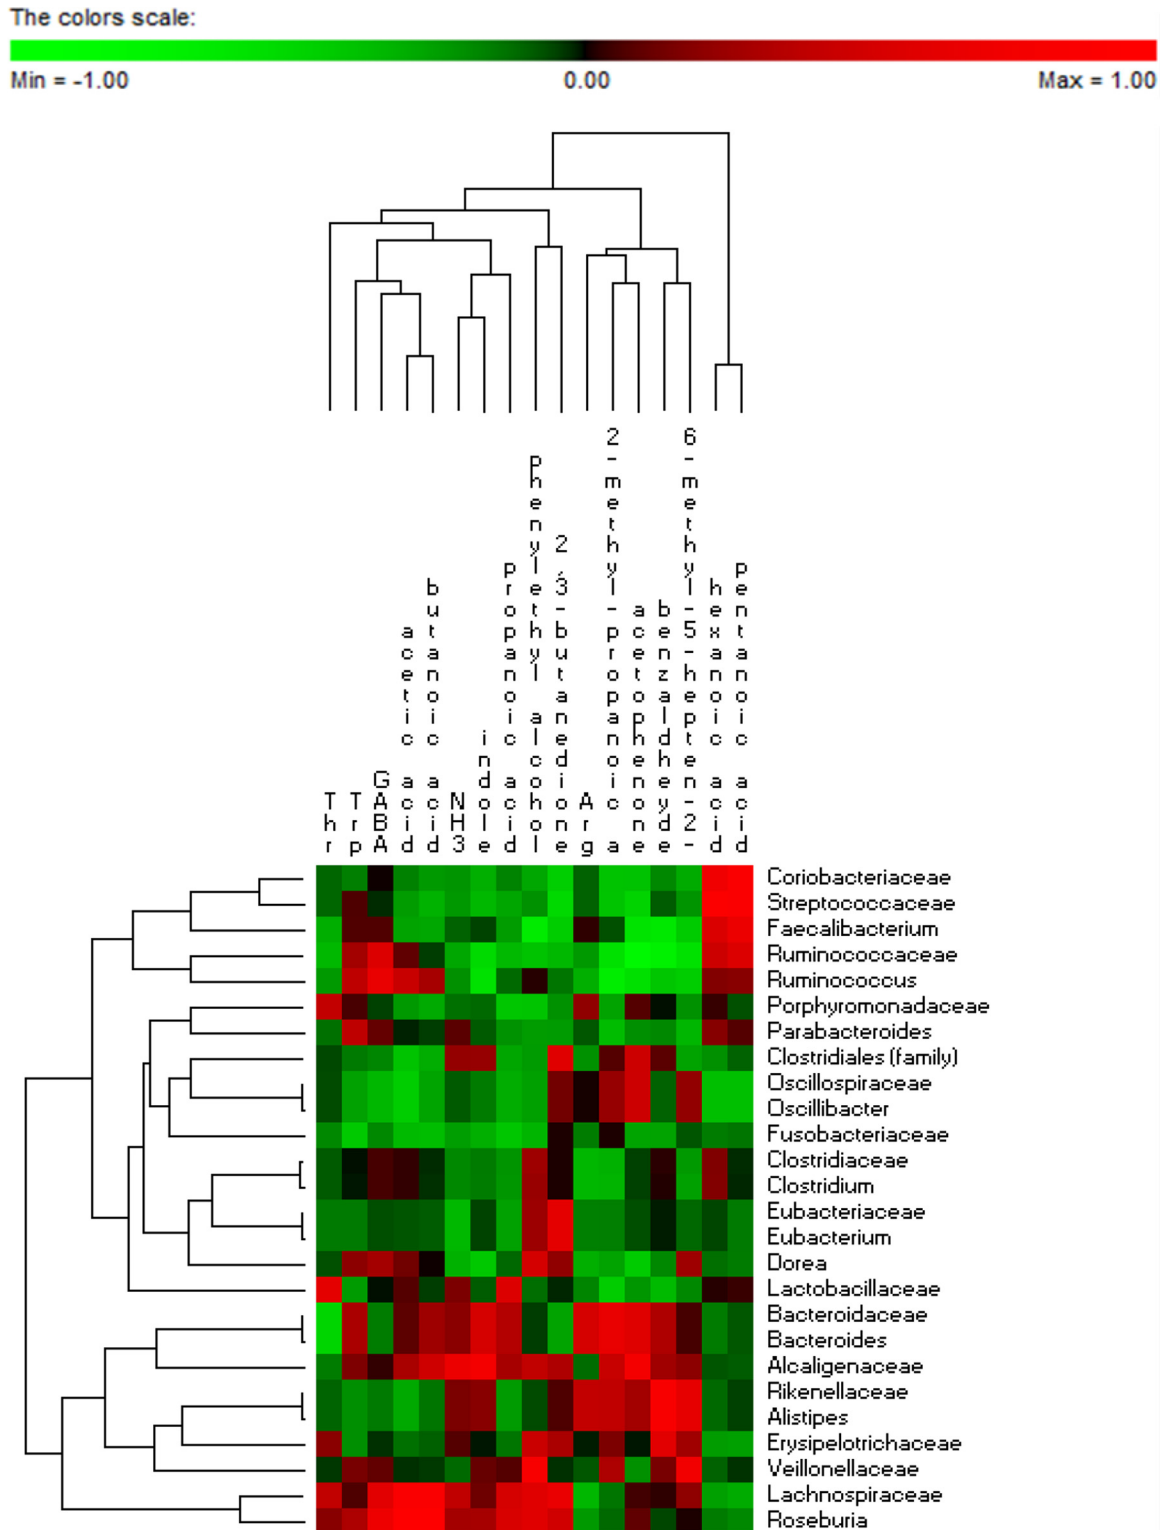 The colors scale:
Min = -1.00 0.00 Max = 1.00
Thr
Trp
GABA
acetic acid
butanoic acid
NH3
indole
propanoic acid
phenylethyl alcohol
2,3-butanedione
Arg
2-methyl-propanoic a
acetophenone
benzaldheyde
6-methyl-5-hepten-2-
hexanoic acid
pentanoic acid
Coriobacteriaceae
Streptococcaceae
Faecalibacterium
Ruminococcaceae
Ruminococcus
Porphyromonadaceae
Parabacteroides
Clostridiales (family)
Oscillospiraceae
Oscillibacter
Fusobacteriaceae
Clostridiaceae
Clostridium
Eubacteriaceae
Eubacterium
Dorea
Lactobacillaceae
Bacteroidaceae
Bacteroides
Alcaligenaceae
Rikenellaceae
Alistipes
Erysipelotrichaceae
Veillonellaceae
Lachnospiraceae
Roseburia